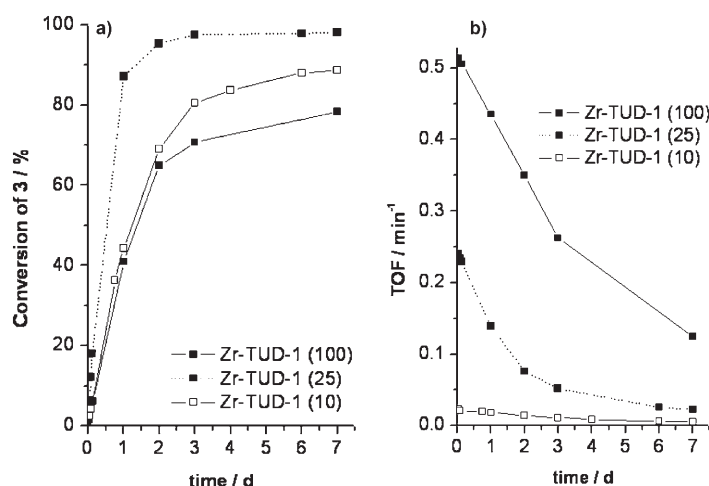 a)
100
80
60
40
20
0
Conversion of 3 / %
Zr-TUD-1 (100)
Zr-TUD-1 (25)
Zr-TUD-1 (10)
0 1 2 3 4 5 6 7
time / d
b)
0.5
0.4
0.3
0.2
0.1
0.0
TOF / min⁻¹
Zr-TUD-1 (100)
Zr-TUD-1 (25)
Zr-TUD-1 (10)
0 1 2 3 4 5 6 7
time / d